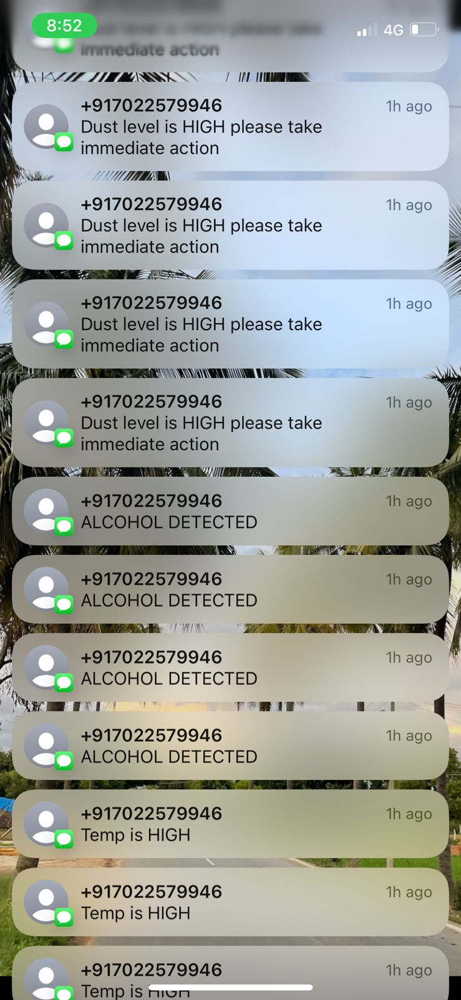 8:52
4G
immediate action
+917022579946 1h ago
Dust level is HIGH please take
immediate action
+917022579946 1h ago
Dust level is HIGH please take
immediate action
+917022579946 1h ago
Dust level is HIGH please take
immediate action
+917022579946 1h ago
Dust level is HIGH please take
immediate action
+917022579946 1h ago
ALCOHOL DETECTED
+917022579946 1h ago
ALCOHOL DETECTED
+917022579946 1h ago
ALCOHOL DETECTED
+917022579946 1h ago
ALCOHOL DETECTED
+917022579946 1h ago
Temp is HIGH
+917022579946 1h ago
Temp is HIGH
+917022579946 1h ago
Temp is HIGH